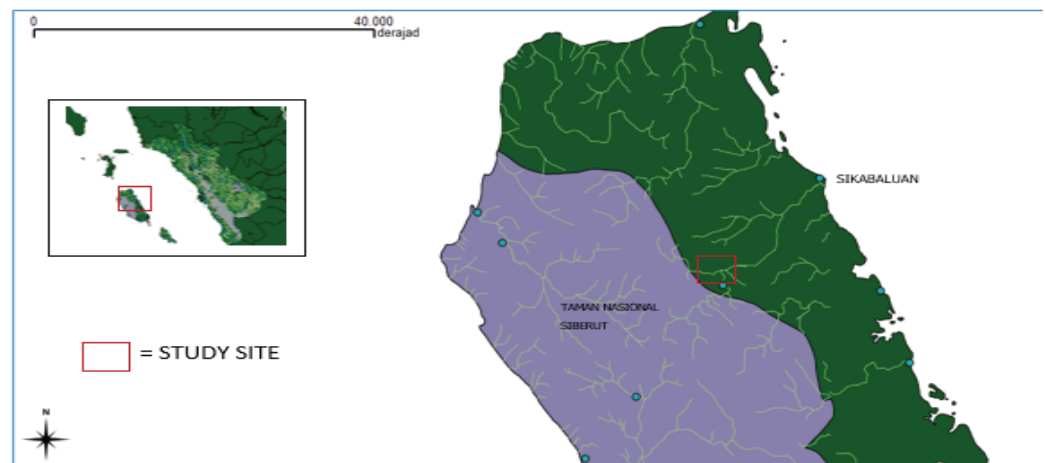 0 40.000
derajad
SIKABALUAN
TAMAN NASIONAL
SIBERUT
= STUDY SITE
N